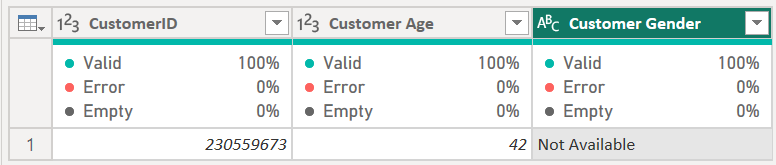 1²3 CustomerID 1²3 Customer Age ABC Customer Gender
Valid 100% Valid 100% Valid 100%
Error 0% Error 0% Error 0%
Empty 0% Empty 0% Empty 0%
1 230559673 42 Not Available